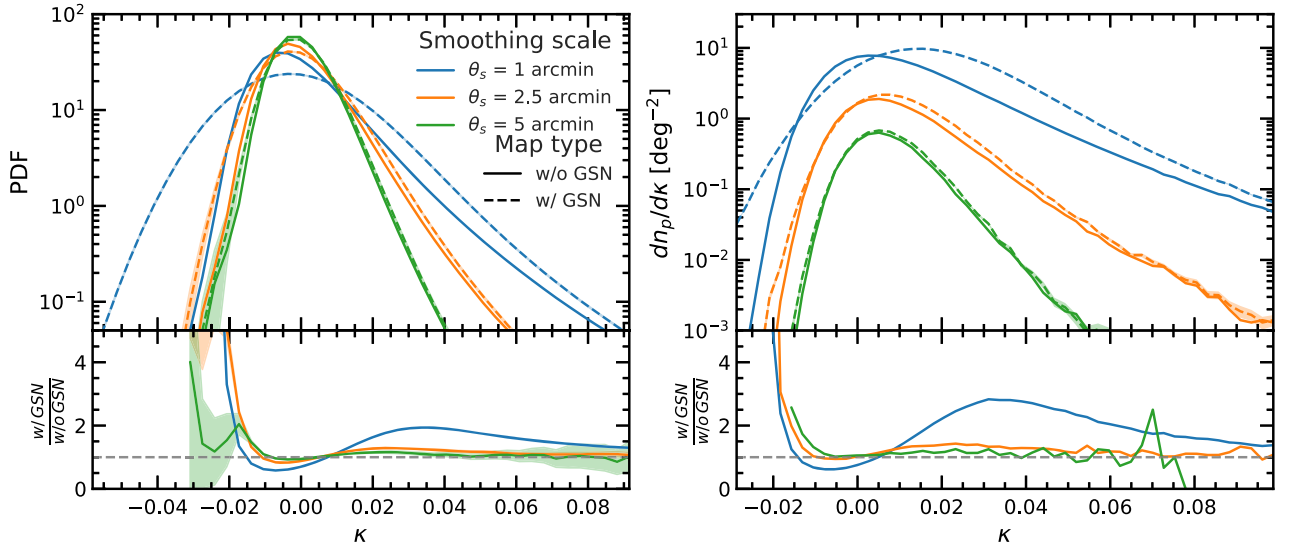 10²
10¹
10⁰
10⁻¹
PDF
Smoothing scale
θₛ = 1 arcmin
θₛ = 2.5 arcmin
θₛ = 5 arcmin
Map type
w/o GSN
w/ GSN
4
2
0
w/ GSN
w/o GSN
−0.04 −0.02 0.00 0.02 0.04 0.06 0.08
κ
10¹
10⁰
10⁻¹
10⁻²
10⁻³
dnₚ/dκ [deg⁻²]
4
2
0
w/ GSN
w/o GSN
−0.02 0.00 0.02 0.04 0.06 0.08
κ